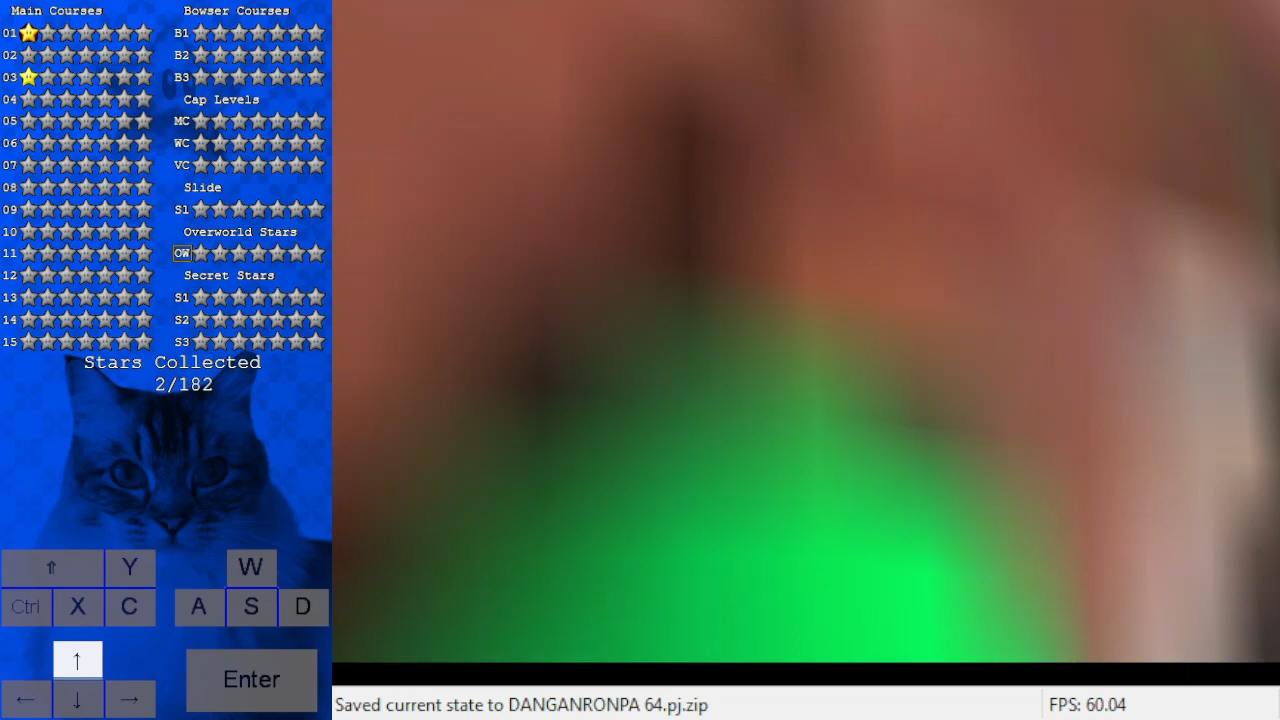 Main Courses
01
02
03
04
05
06
07
08
09
10
11
12
13
14
15
Bowser Courses
B1
B2
B3
Cap Levels
MC
WC
VC
Slide
S1
Overworld Stars
OW
Secret Stars
S1
S2
S3
Stars Collected
2/182
⇑ Y W
Ctrl X C A S D
↑
Enter
← ↓ →
Saved current state to DANGANRONPA 64.pj.zip
FPS: 60.04